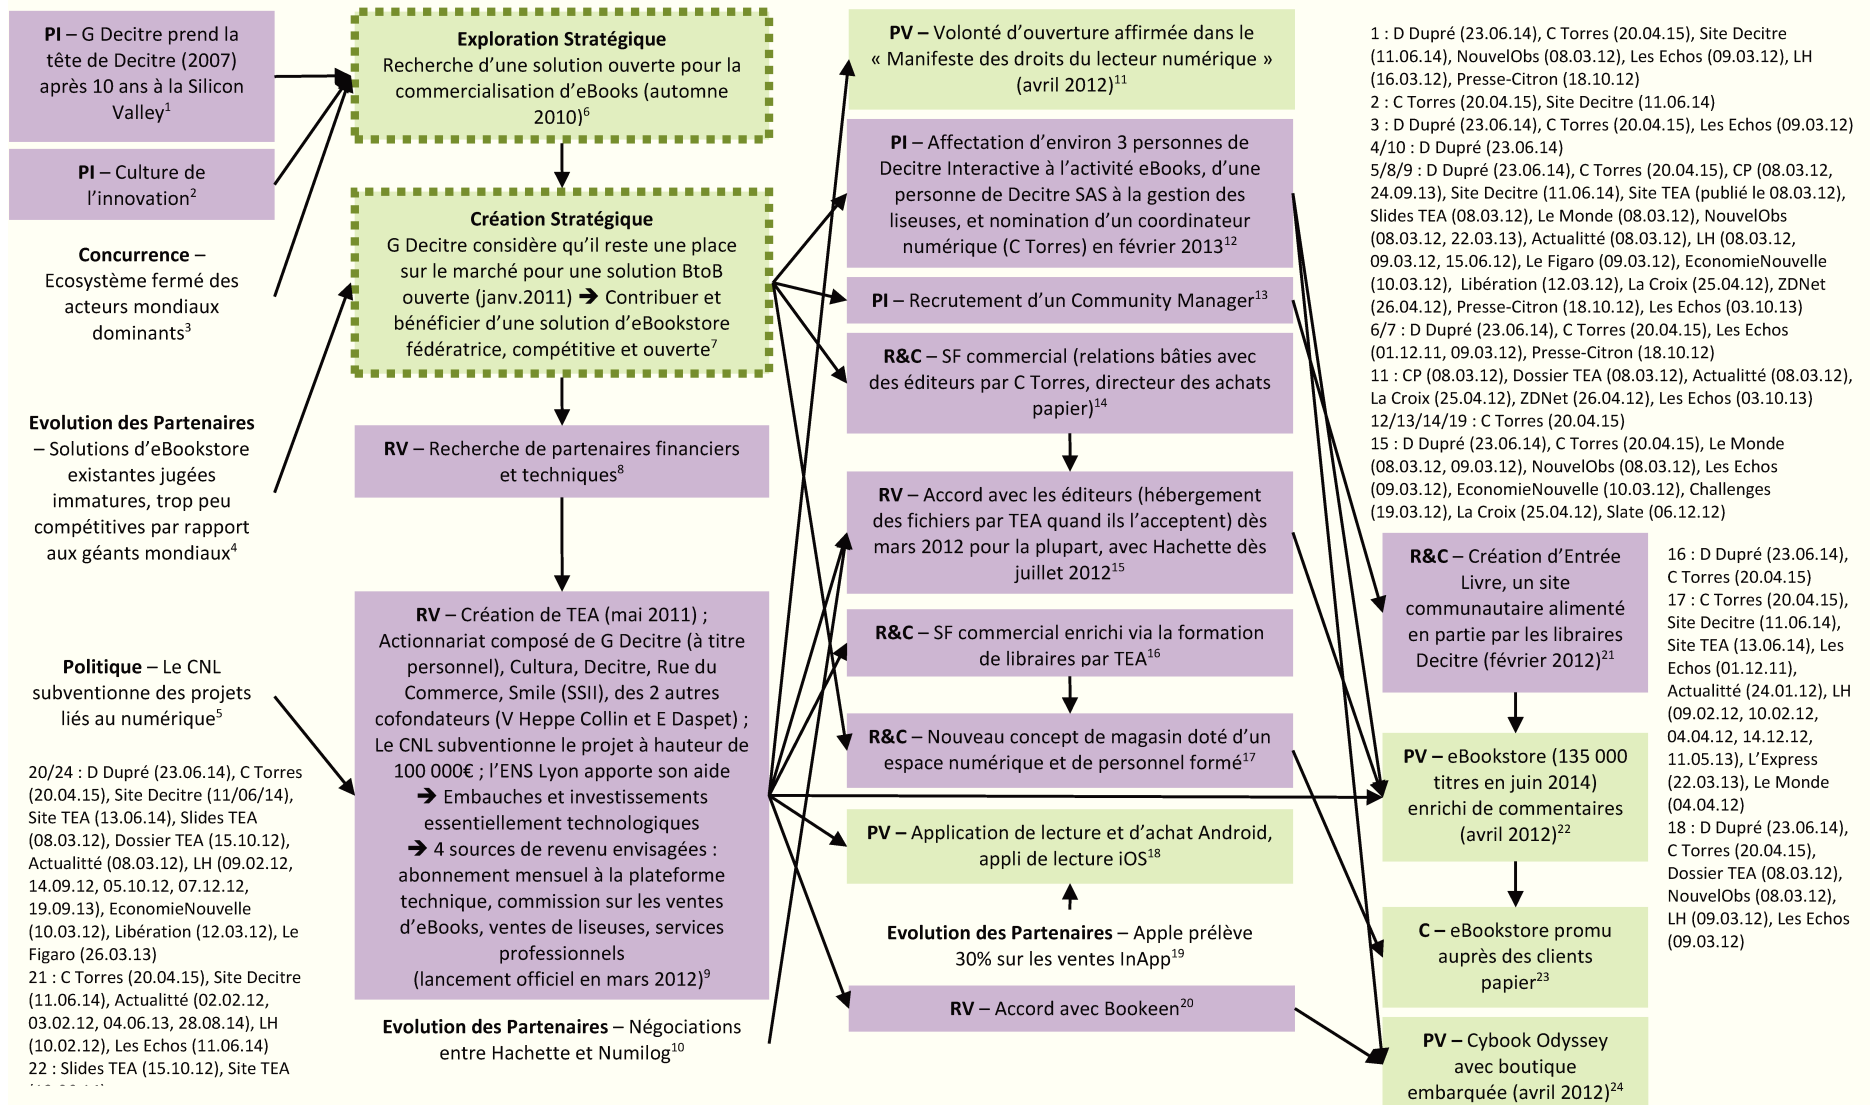 PI – G Decitre prend la
tête de Decitre (2007)
après 10 ans à la Silicon
Valley1
PI – Culture de
l’innovation2
Concurrence –
Ecosystème fermé des
acteurs mondiaux
dominants3
Evolution des Partenaires
– Solutions d’eBookstore
existantes jugées
immatures, trop peu
compétitives par rapport
aux géants mondiaux4
Politique – Le CNL
subventionne des projets
liés au numérique5
20/24 : D Dupré (23.06.14), C Torres
(20.04.15), Site Decitre (11/06/14),
Site TEA (13.06.14), Slides TEA
(08.03.12), Dossier TEA (15.10.12),
Actualitté (08.03.12), LH (09.02.12,
14.09.12, 05.10.12, 07.12.12,
19.09.13), EconomieNouvelle
(10.03.12), Libération (12.03.12), Le
Figaro (26.03.13)
21 : C Torres (20.04.15), Site Decitre
(11.06.14), Actualitté (02.02.12,
03.02.12, 04.06.13, 28.08.14), LH
(10.02.12), Les Echos (11.06.14)
22 : Slides TEA (15.10.12), Site TEA
Exploration Stratégique
Recherche d’une solution ouverte pour la
commercialisation d’eBooks (automne
2010)6
Création Stratégique
G Decitre considère qu’il reste une place
sur le marché pour une solution BtoB
ouverte (janv.2011) ➔ Contribuer et
bénéficier d’une solution d’eBookstore
fédératrice, compétitive et ouverte7
RV – Recherche de partenaires financiers
et techniques8
RV – Création de TEA (mai 2011) ;
Actionnariat composé de G Decitre (à titre
personnel), Cultura, Decitre, Rue du
Commerce, Smile (SSII), des 2 autres
cofondateurs (V Heppe Collin et E Daspet) ;
Le CNL subventionne le projet à hauteur de
100 000€ ; l’ENS Lyon apporte son aide
➔ Embauches et investissements
essentiellement technologiques
➔ 4 sources de revenu envisagées :
abonnement mensuel à la plateforme
technique, commission sur les ventes
d’eBooks, ventes de liseuses, services
professionnels
(lancement officiel en mars 2012)9
Evolution des Partenaires – Négociations
entre Hachette et Numilog10
PV – Volonté d’ouverture affirmée dans le
« Manifeste des droits du lecteur numérique »
(avril 2012)11
PI – Affectation d’environ 3 personnes de
Decitre Interactive à l’activité eBooks, d’une
personne de Decitre SAS à la gestion des
liseuses, et nomination d’un coordinateur
numérique (C Torres) en février 201312
PI – Recrutement d’un Community Manager13
R&C – SF commercial (relations bâties avec
des éditeurs par C Torres, directeur des achats
papier)14
RV – Accord avec les éditeurs (hébergement
des fichiers par TEA quand ils l’acceptent) dès
mars 2012 pour la plupart, avec Hachette dès
juillet 201215
R&C – SF commercial enrichi via la formation
de libraires par TEA16
R&C – Nouveau concept de magasin doté d’un
espace numérique et de personnel formé17
PV – Application de lecture et d’achat Android,
appli de lecture iOS18
Evolution des Partenaires – Apple prélève
30% sur les ventes InApp19
RV – Accord avec Bookeen20
1 : D Dupré (23.06.14), C Torres (20.04.15), Site Decitre
(11.06.14), NouvelObs (08.03.12), Les Echos (09.03.12), LH
(16.03.12), Presse-Citron (18.10.12)
2 : C Torres (20.04.15), Site Decitre (11.06.14)
3 : D Dupré (23.06.14), C Torres (20.04.15), Les Echos (09.03.12)
4/10 : D Dupré (23.06.14)
5/8/9 : D Dupré (23.06.14), C Torres (20.04.15), CP (08.03.12,
24.09.13), Site Decitre (11.06.14), Site TEA (publié le 08.03.12),
Slides TEA (08.03.12), Le Monde (08.03.12), NouvelObs
(08.03.12, 22.03.13), Actualitté (08.03.12), LH (08.03.12,
09.03.12, 15.06.12), Le Figaro (09.03.12), EconomieNouvelle
(10.03.12),  Libération (12.03.12), La Croix (25.04.12), ZDNet
(26.04.12), Presse-Citron (18.10.12), Les Echos (03.10.13)
6/7 : D Dupré (23.06.14), C Torres (20.04.15), Les Echos
(01.12.11, 09.03.12), Presse-Citron (18.10.12)
11 : CP (08.03.12), Dossier TEA (08.03.12), Actualitté (08.03.12),
La Croix (25.04.12), ZDNet (26.04.12), Les Echos (03.10.13)
12/13/14/19 : C Torres (20.04.15)
15 : D Dupré (23.06.14), C Torres (20.04.15), Le Monde
(08.03.12, 09.03.12), NouvelObs (08.03.12), Les Echos
(09.03.12), EconomieNouvelle (10.03.12), Challenges
(19.03.12), La Croix (25.04.12), Slate (06.12.12)
R&C – Création d’Entrée
Livre, un site
communautaire alimenté
en partie par les libraires
Decitre (février 2012)21
PV – eBookstore (135 000
titres en juin 2014)
enrichi de commentaires
(avril 2012)22
C – eBookstore promu
auprès des clients
papier23
PV – Cybook Odyssey
avec boutique
embarquée (avril 2012)24
16 : D Dupré (23.06.14),
C Torres (20.04.15)
17 : C Torres (20.04.15),
Site Decitre (11.06.14),
Site TEA (13.06.14), Les
Echos (01.12.11),
Actualitté (24.01.12), LH
(09.02.12, 10.02.12,
04.04.12, 14.12.12,
11.05.13), L’Express
(22.03.13), Le Monde
(04.04.12)
18 : D Dupré (23.06.14),
C Torres (20.04.15),
Dossier TEA (08.03.12),
NouvelObs (08.03.12),
LH (09.03.12), Les Echos
(09.03.12)